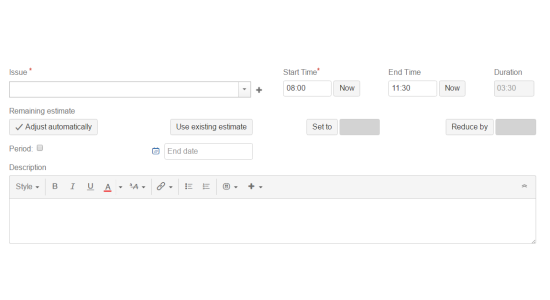 Issue * Start Time* End Time Duration
08:00 Now 11:30 Now 03:30
Remaining estimate
Adjust automatically Use existing estimate Set to Reduce by
Period: End date
Description
Style B I U A A